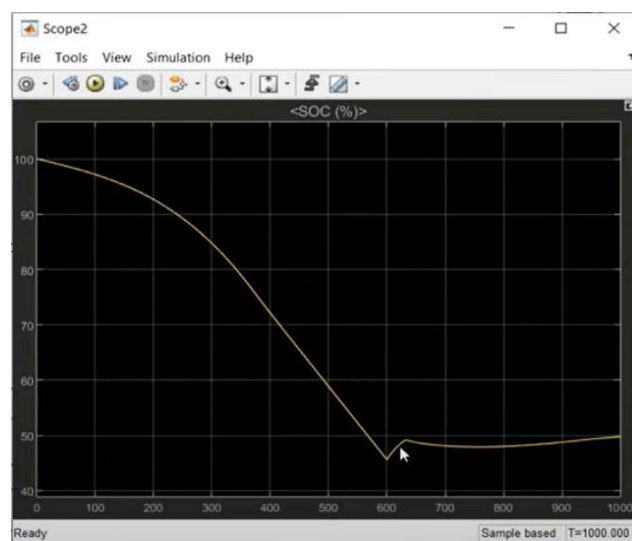 Scope2
File Tools View Simulation Help
<SOC (%)>
100
90
80
70
60
50
40
0 100 200 300 400 500 600 700 800 900 1000
Ready Sample based T=1000.000